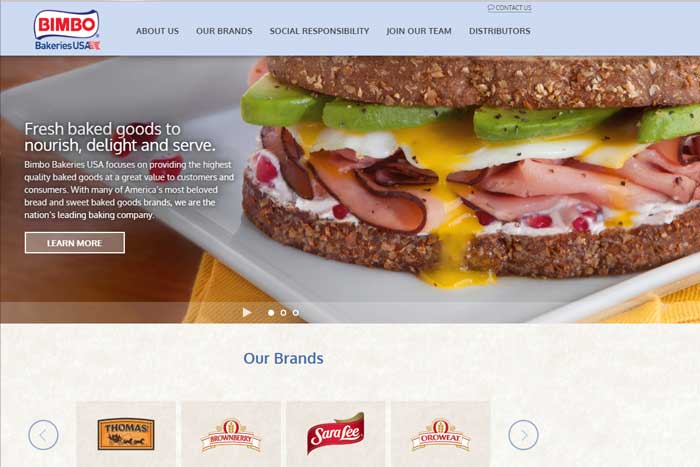 CONTACT US
BIMBO
Bakeries USA
ABOUT US OUR BRANDS SOCIAL RESPONSIBILITY JOIN OUR TEAM DISTRIBUTORS
Fresh baked goods to
nourish, delight and serve.
Bimbo Bakeries USA focuses on providing the highest
quality baked goods at a great value to customers and
consumers. With many of America's most beloved
bread and sweet baked goods brands, we are the
nation's leading baking company.
LEARN MORE
Our Brands
THOMAS'
BROWNBERRY
Sara Lee
OROWEAT